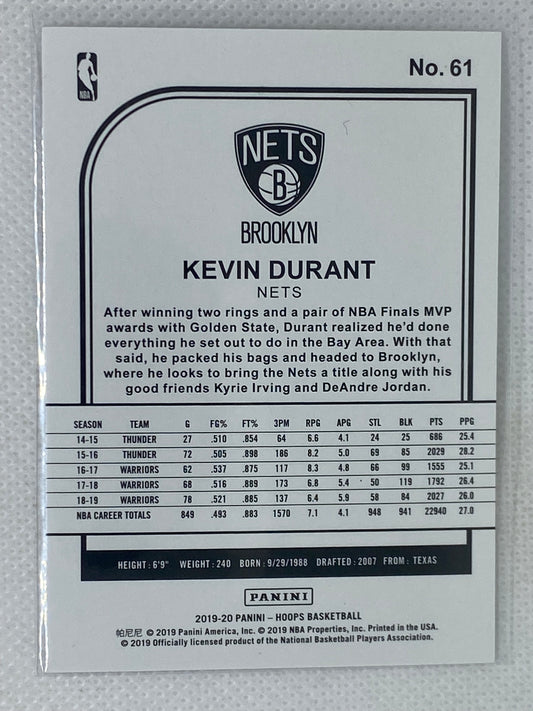 NBA
No. 61
NETS
B
BROOKLYN
KEVIN DURANT
NETS
After winning two rings and a pair of NBA Finals MVP
awards with Golden State, Durant realized he'd done
everything he set out to do in the Bay Area. With that
said, he packed his bags and headed to Brooklyn,
where he looks to bring the Nets a title along with his
good friends Kyrie Irving and DeAndre Jordan.
SEASON TEAM G FG% FT% 3PM RPG APG STL BLK PTS PPG
14-15 THUNDER 27 .510 .854 64 6.6 4.1 24 25 686 25.4
15-16 THUNDER 72 .505 .898 186 8.2 5.0 69 85 2029 28.2
16-17 WARRIORS 62 .537 .875 117 8.3 4.8 66 99 1555 25.1
17-18 WARRIORS 68 .516 .889 173 6.8 5.4 50 119 1792 26.4
18-19 WARRIORS 78 .521 .885 137 6.4 5.9 58 84 2027 26.0
NBA CAREER TOTALS 849 .493 .883 1570 7.1 4.1 948 941 22940 27.0
HEIGHT: 6'9" WEIGHT: 240 BORN: 9/29/1988 DRAFTED: 2007 FROM: TEXAS
PANINI
2019-20 PANINI – HOOPS BASKETBALL
帕尼尼 © 2019 Panini America, Inc. © 2019 NBA Properties, Inc. Printed in the USA.
© 2019 Officially licensed product of the National Basketball Players Association.